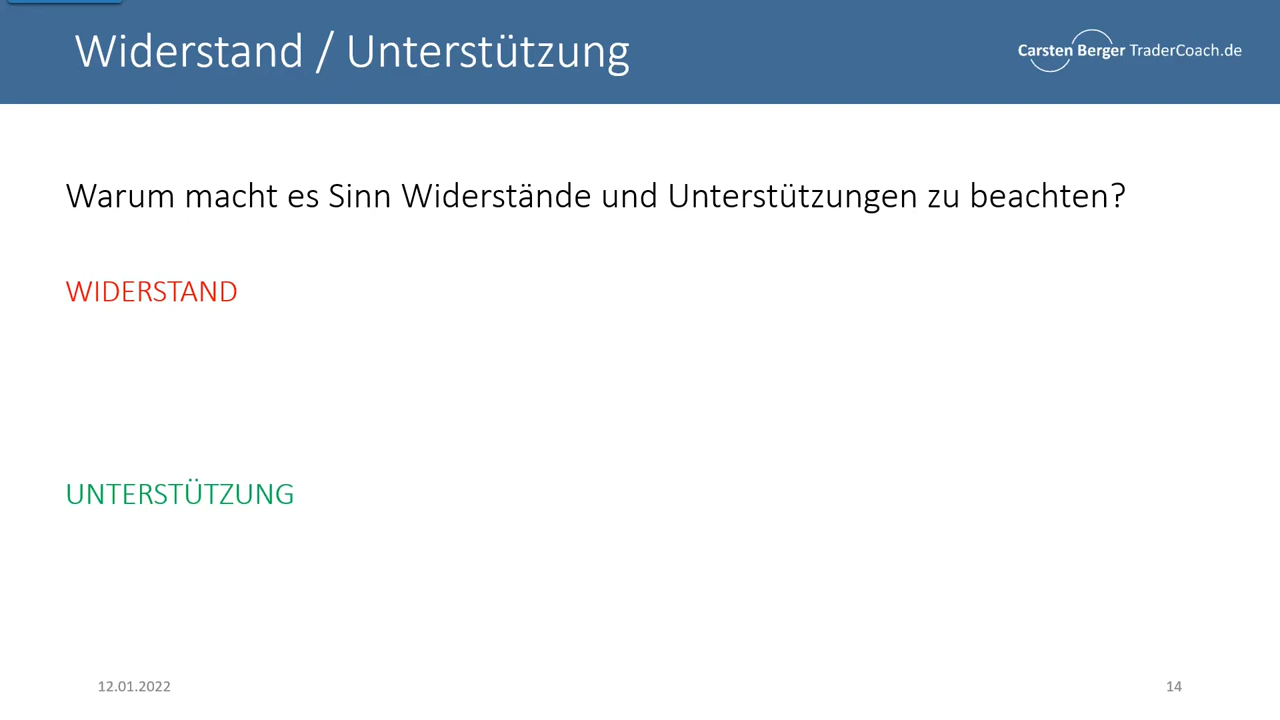 Widerstand / Unterstützung
Carsten Berger TraderCoach.de
Warum macht es Sinn Widerstände und Unterstützungen zu beachten?
WIDERSTAND
UNTERSTÜTZUNG
12.01.2022
14